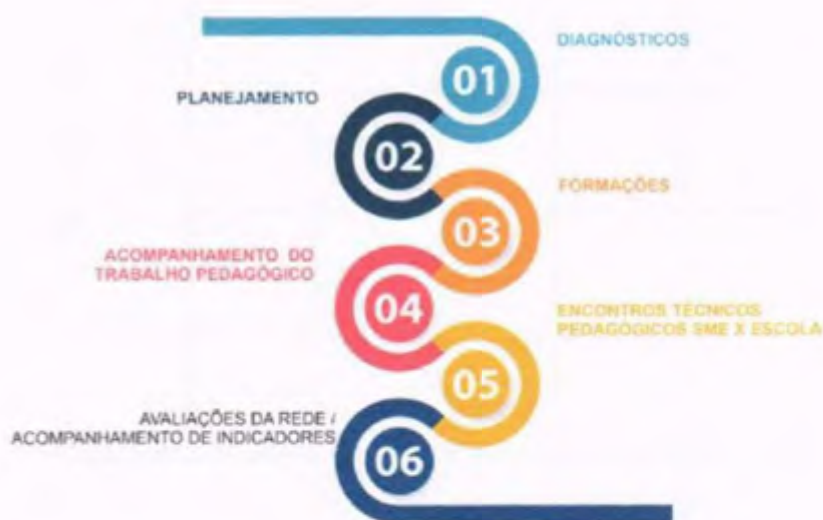 DIAGNÓSTICOS
01
PLANEJAMENTO
02
FORMAÇÕES
03
ACOMPANHAMENTO DO
TRABALHO PEDAGÓGICO
04
ENCONTROS TÉCNICOS
PEDAGÓGICOS SME X ESCOLA
05
AVALIAÇÕES DA REDE /
ACOMPANHAMENTO DE INDICADORES
06